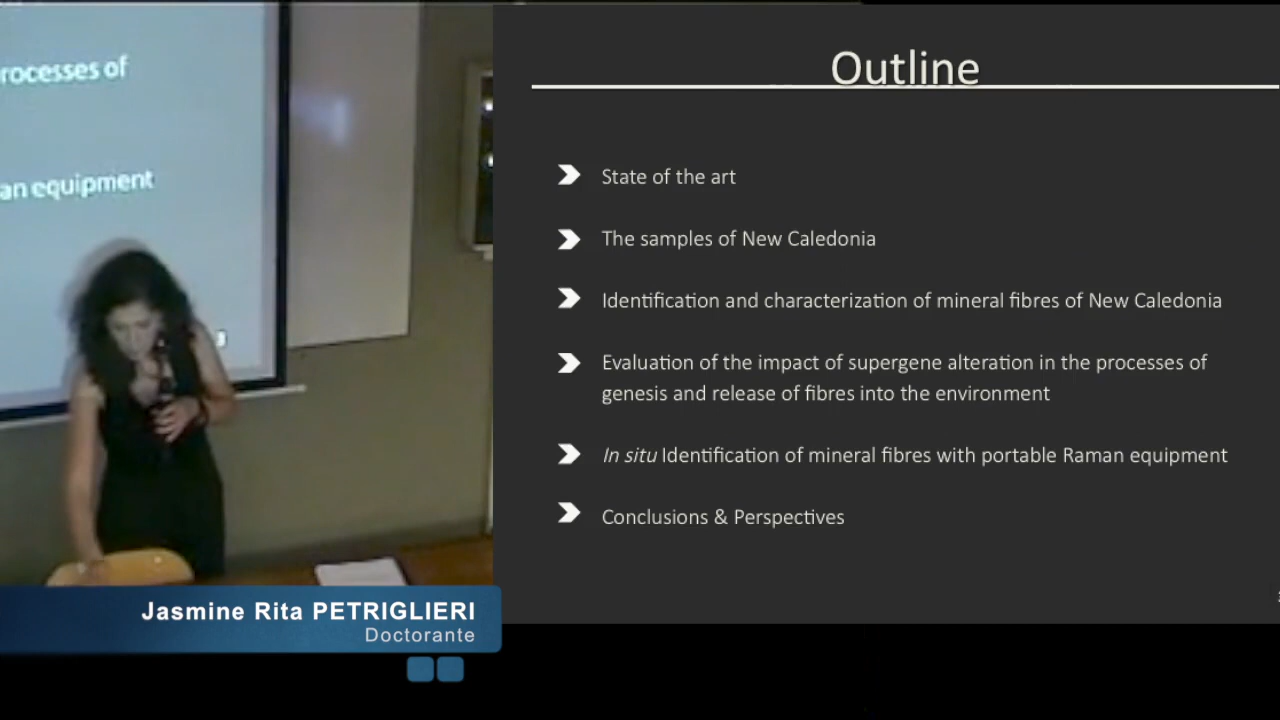 rocesses of
an equipment
Jasmine Rita PETRIGLIERI
Doctorante
Outline
State of the art
The samples of New Caledonia
Identification and characterization of mineral fibres of New Caledonia
Evaluation of the impact of supergene alteration in the processes of
genesis and release of fibres into the environment
In situ Identification of mineral fibres with portable Raman equipment
Conclusions & Perspectives